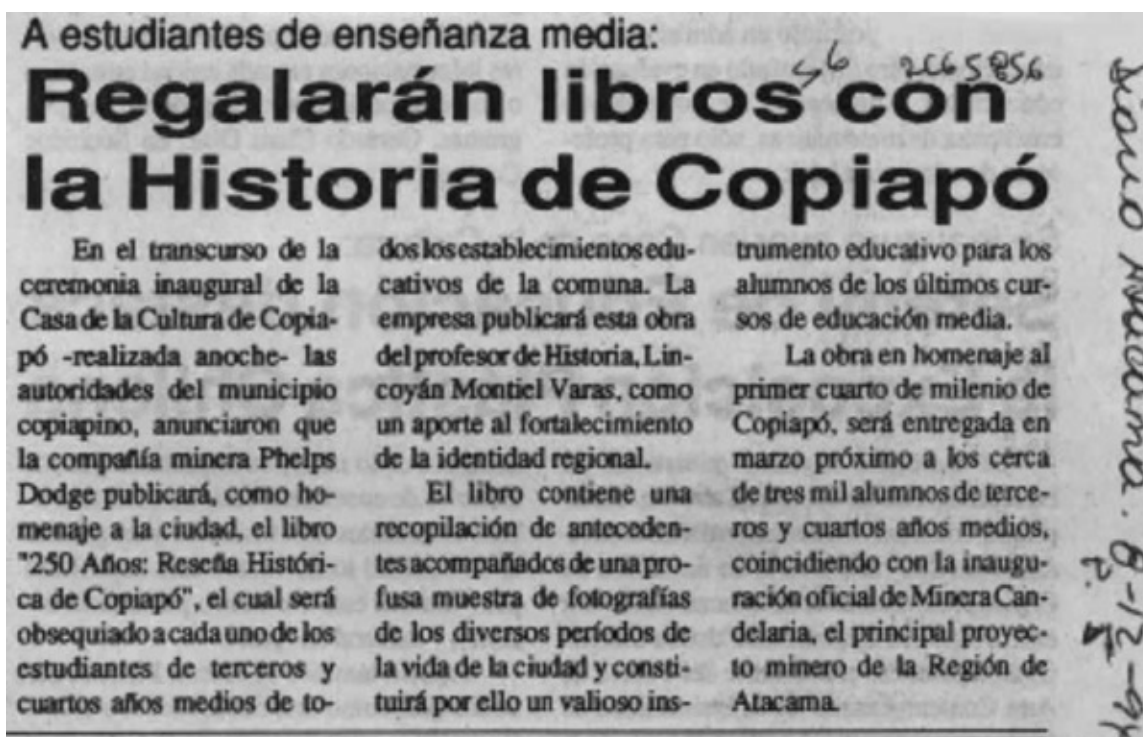 A estudiantes de enseñanza media:
Regalarán libros con
la Historia de Copiapó
En el transcurso de la
ceremonia inaugural de la
Casa de la Cultura de Copia-
pó -realizada anoche- las
autoridades del municipio
copiapino, anunciaron que
la compañía minera Phelps
Dodge publicará, como ho-
menaje a la ciudad, el libro
"250 Años: Reseña Históri-
ca de Copiapó", el cual será
obsequiado a cada uno de los
estudiantes de terceros y
cuartos años medios de to-
dos los establecimientos edu-
cativos de la comuna. La
empresa publicará esta obra
del profesor de Historia, Lin-
coyán Montiel Varas, como
un aporte al fortalecimiento
de la identidad regional.
El libro contiene una
recopilación de anteceden-
tes acompañados de una pro-
fusa muestra de fotografías
de los diversos períodos de
la vida de la ciudad y consti-
tuirá por ello un valioso ins-
trumento educativo para los
alumnos de los últimos cur-
sos de educación media.
La obra en homenaje al
primer cuarto de milenio de
Copiapó, será entregada en
marzo próximo a los cerca
de tres mil alumnos de terce-
ros y cuartos años medios,
coincidiendo con la inaugu-
ración oficial de Minera Can-
delaria, el principal proyec-
to minero de la Región de
Atacama.
Diario Atacama. 8-12-94
P.